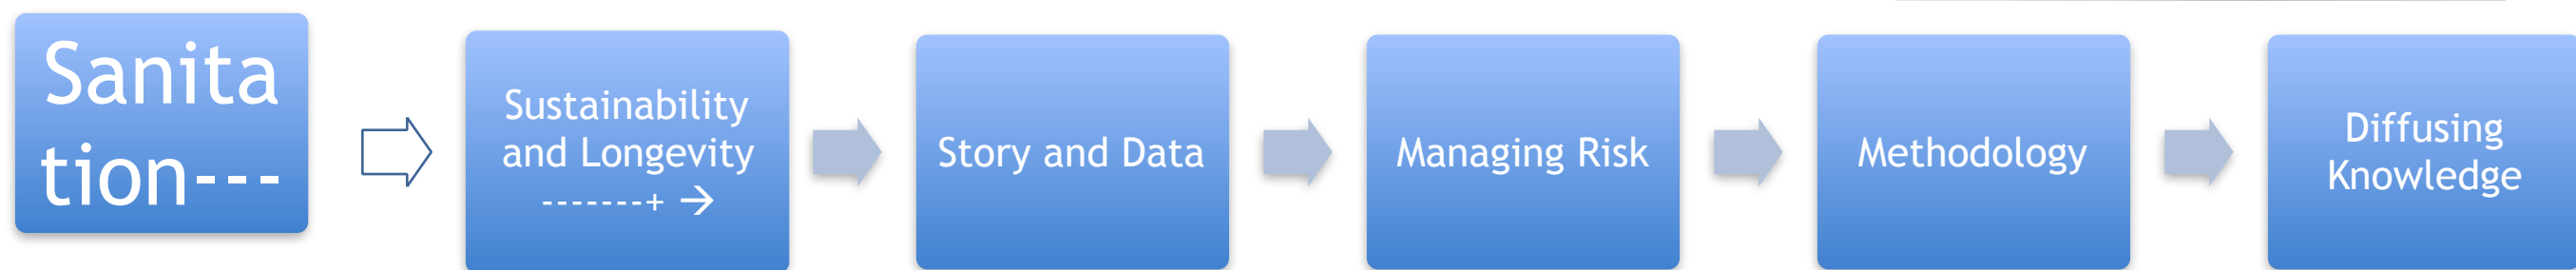 Sanita
tion---
Sustainability
and Longevity
-------+ →
Story and Data
Managing Risk
Methodology
Diffusing
Knowledge